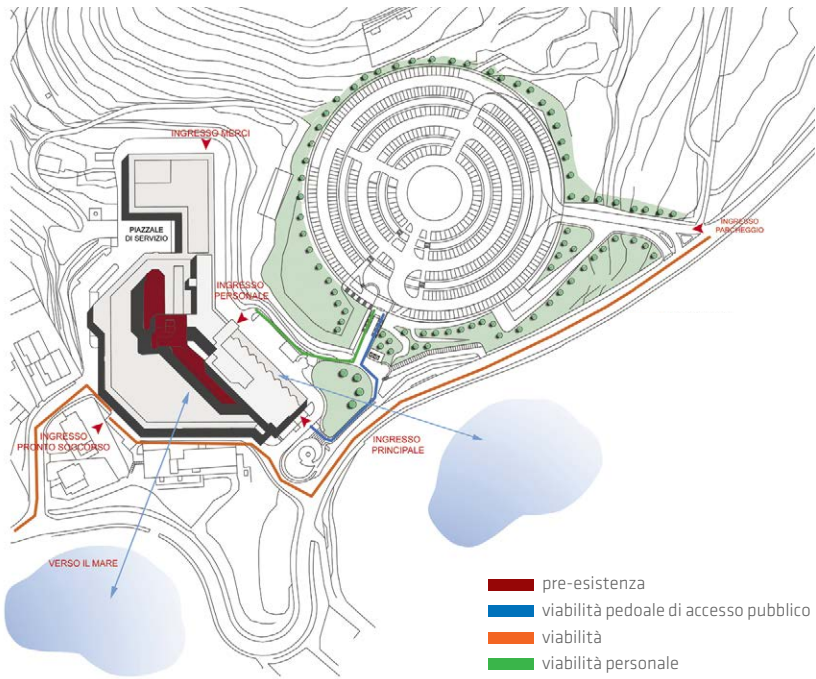 INGRESSO MERCI
PIAZZALE
DI SERVIZIO
INGRESSO
PARCHEGGIO
INGRESSO
PERSONALE
INGRESSO
PRONTO SOCCORSO
INGRESSO
PRINCIPALE
VERSO IL MARE
pre-esistenza
viabilità pedoale di accesso pubblico
viabilità
viabilità personale